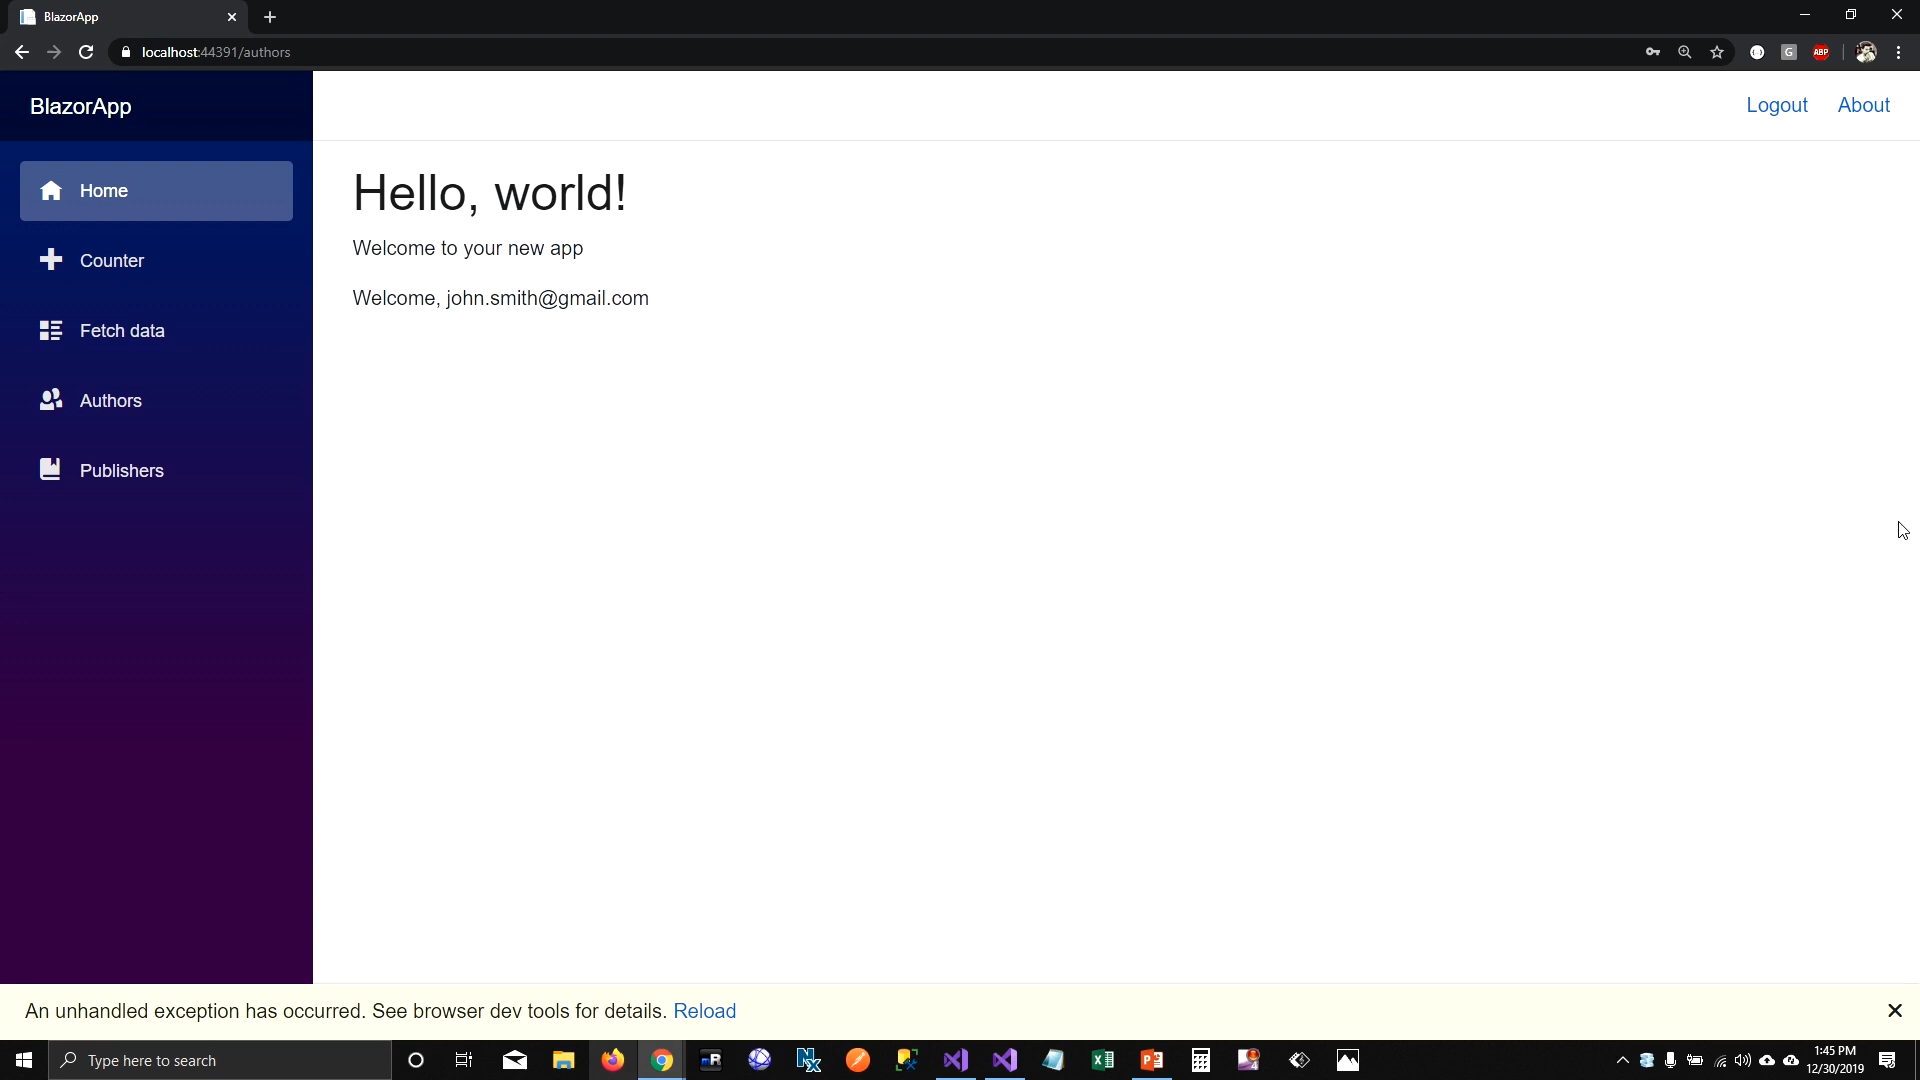 BlazorApp
localhost:44391/authors
G
ABP
BlazorApp
Logout
About
Home
Counter
Fetch data
Authors
Publishers
Hello, world!
Welcome to your new app
Welcome, john.smith@gmail.com
An unhandled exception has occurred. See browser dev tools for details. Reload
Type here to search
1:45 PM
12/30/2019